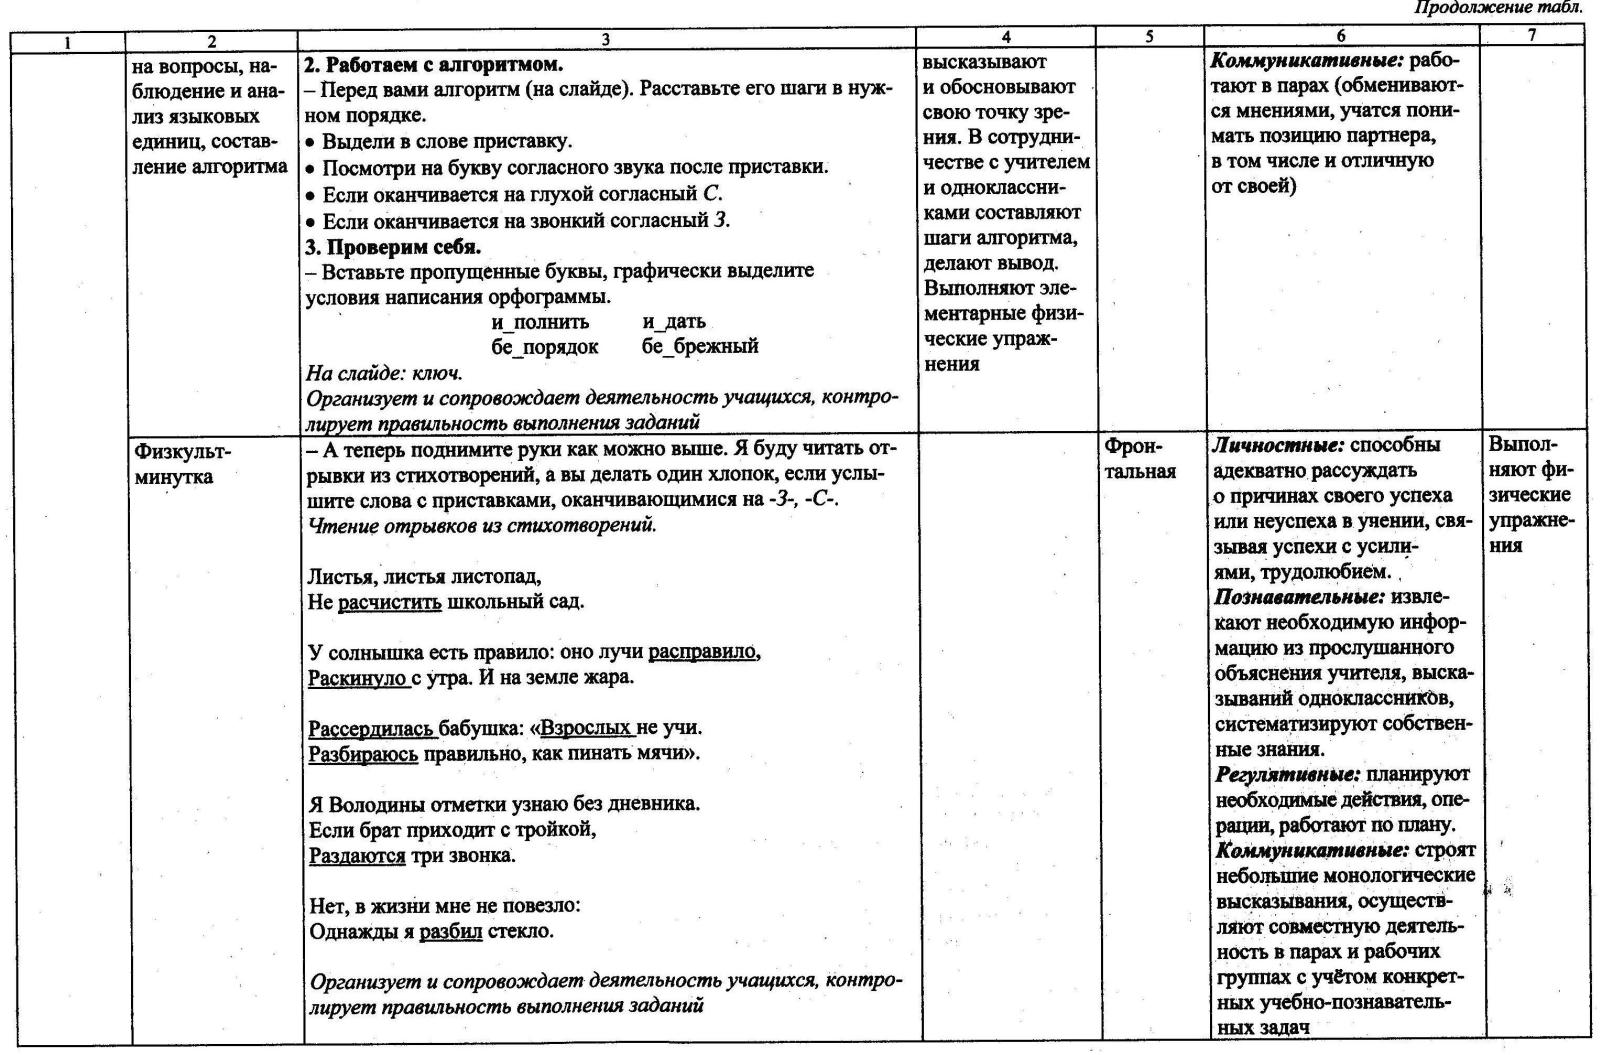 Продолжение табл.
1
2
3
4
5
6
7
на вопросы, на-
блюдение и ана-
лиз языковых
единиц, состав-
ление алгоритма
2. Работаем с алгоритмом.
– Перед вами алгоритм (на слайде). Расставьте его шаги в нуж-
ном порядке.
• Выдели в слове приставку.
• Посмотри на букву согласного звука после приставки.
• Если оканчивается на глухой согласный С.
• Если оканчивается на звонкий согласный З.
3. Проверим себя.
– Вставьте пропущенные буквы, графически выделите
условия написания орфограммы.
и_полнить и_дать
бе_порядок бе_брежный
На слайде: ключ.
Организует и сопровождает деятельность учащихся, контро-
лирует правильность выполнения заданий
высказывают
и обосновывают
свою точку зре-
ния. В сотрудни-
честве с учителем
и одноклассни-
ками составляют
шаги алгоритма,
делают вывод.
Выполняют эле-
ментарные физи-
ческие упраж-
нения
Коммуникативные: рабо-
тают в парах (обменивают-
ся мнениями, учатся пони-
мать позицию партнера,
в том числе и отличную
от своей)
Физкульт-
минутка
– А теперь поднимите руки как можно выше. Я буду читать от-
рывки из стихотворений, а вы делать один хлопок, если услы-
шите слова с приставками, оканчивающимися на -З-, -С-.
Чтение отрывков из стихотворений.
Листья, листья листопад,
Не расчистить школьный сад.
У солнышка есть правило: оно лучи расправило,
Раскинуло с утра. И на земле жара.
Рассердилась бабушка: «Взрослых не учи.
Разбираюсь правильно, как пинать мячи».
Я Володины отметки узнаю без дневника.
Если брат приходит с тройкой,
Раздаются три звонка.
Нет, в жизни мне не повезло:
Однажды я разбил стекло.
Организует и сопровождает деятельность учащихся, контро-
лирует правильность выполнения заданий
Фрон-
тальная
Личностные: способны
адекватно рассуждать
о причинах своего успеха
или неуспеха в учении, свя-
зывая успехи с усили-
ями, трудолюбием.
Познавательные: извле-
кают необходимую инфор-
мацию из прослушанного
объяснения учителя, выска-
зываний одноклассников,
систематизируют собствен-
ные знания.
Регулятивные: планируют
необходимые действия, опе-
рации, работают по плану.
Коммуникативные: строят
небольшие монологические
высказывания, осуществ-
ляют совместную деятель-
ность в парах и рабочих
группах с учётом конкрет-
ных учебно-познаватель-
ных задач
Выпол-
няют фи-
зические
упражне-
ния